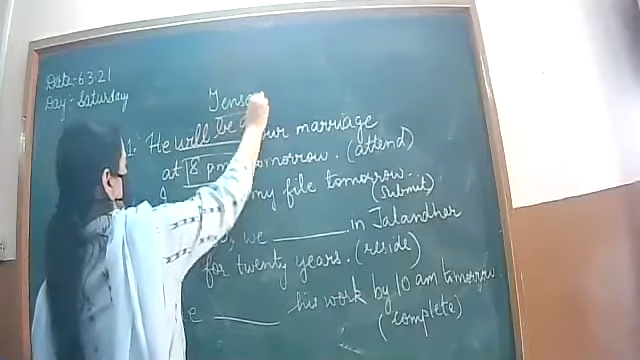 Date:-6.3.21
Day:- Saturday
Tense
1. He will be our marriage
at 8 pm tomorrow. (attend)
my file tomorrow.
(submit)
we ______ in Jalandhar
for twenty years. (reside)
______ his work by 10 am tomorrow
(complete)